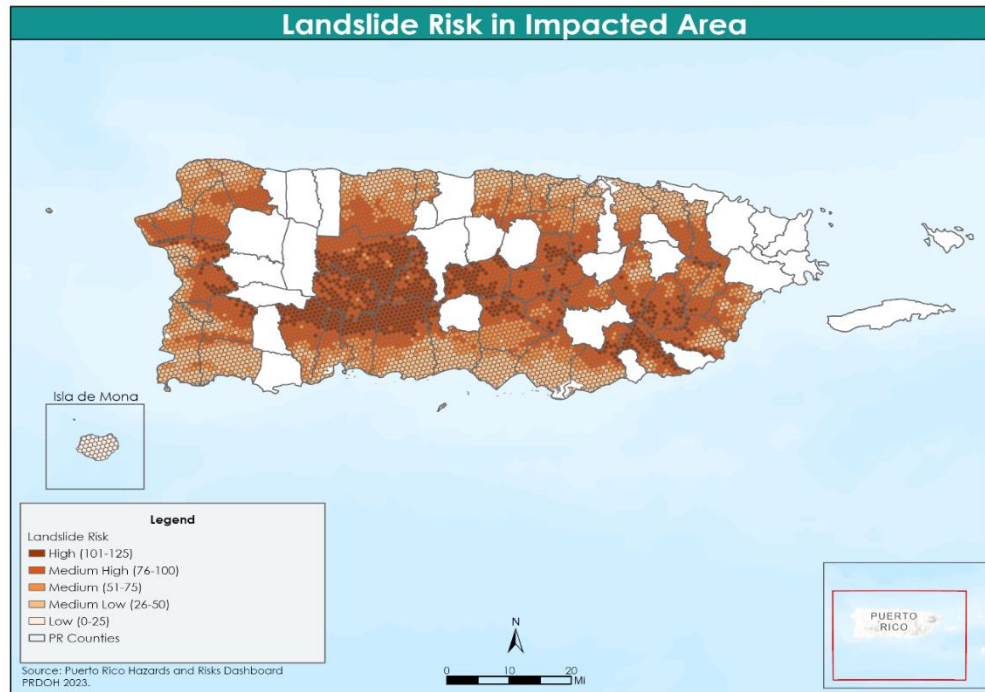 Landslide Risk in Impacted Area
Isla de Mona
Legend
Landslide Risk
High (101-125)
Medium High (76-100)
Medium (51-75)
Medium Low (26-50)
Low (0-25)
PR Counties
Source: Puerto Rico Hazards and Risks Dashboard
PRDOH 2023.
N
0 10 20
Mi
PUERTO
RICO